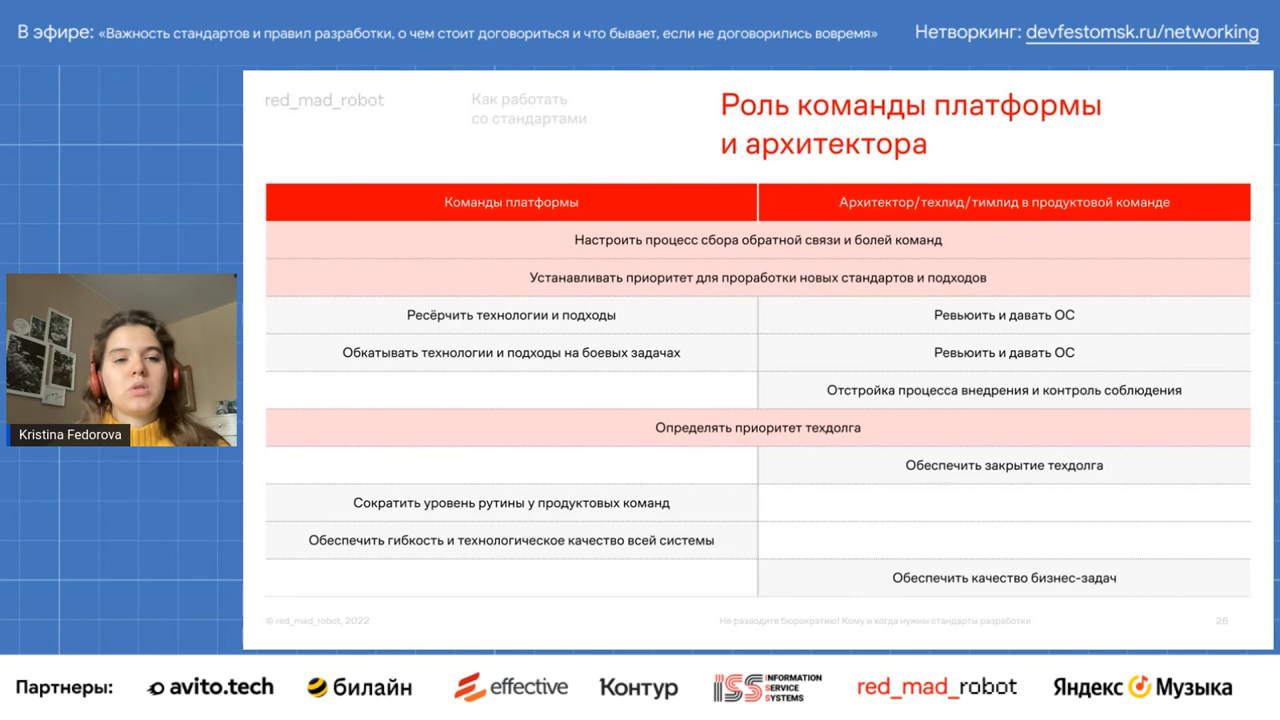 В эфире: «Важность стандартов и правил разработки, о чем стоит договориться и что бывает, если не договорились вовремя»
Нетворкинг: devfestomsk.ru/networking
red_mad_robot
Как работать
со стандартами
Роль команды платформы
и архитектора
Команды платформы
Архитектор/техлид/тимлид в продуктовой команде
Настроить процесс сбора обратной связи и болей команд
Устанавливать приоритет для проработки новых стандартов и подходов
Ресёрчить технологии и подходы
Ревьюить и давать ОС
Обкатывать технологии и подходы на боевых задачах
Ревьюить и давать ОС
Отстройка процесса внедрения и контроль соблюдения
Определять приоритет техдолга
Обеспечить закрытие техдолга
Сократить уровень рутины у продуктовых команд
Обеспечить гибкость и технологическое качество всей системы
Обеспечить качество бизнес-задач
Kristina Fedorova
© red_mad_robot, 2022
Не разводите бюрократию! Кому и когда нужны стандарты разработки
26
Партнеры:
avito.tech
билайн
effective
Контур
ISS INFORMATION
SERVICE
SYSTEMS
red_mad_robot
Яндекс Музыка